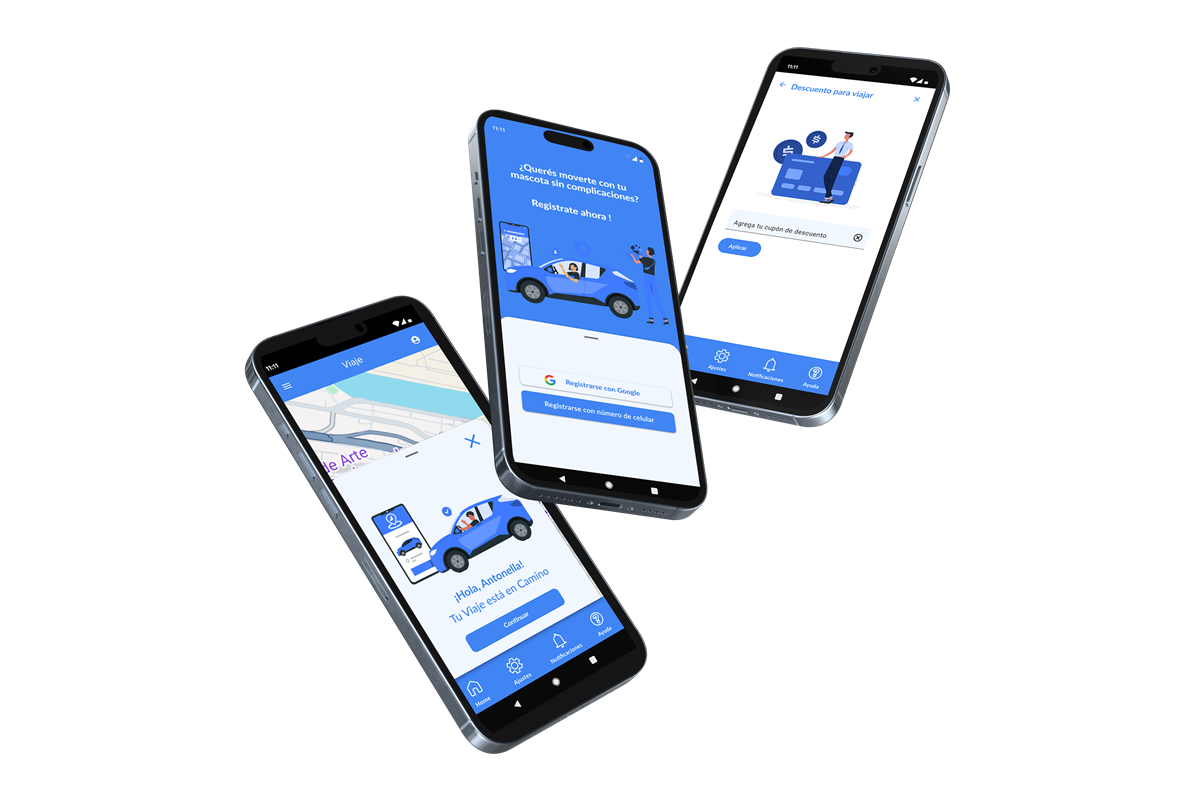 11:11
Viaje
de Arte
¡Hola, Antonella!
Tu Viaje está en Camino
Continuar
Home
Ajustes
Notificaciones
Ayuda
11:11
¿Querés moverte con tu
mascota sin complicaciones?
Registrate ahora !
Registrarse con Google
Registrarse con número de celular
11:11
Descuento para viajar
Agrega tu cupón de descuento
Aplicar
Ajustes
Notificaciones
Ayuda